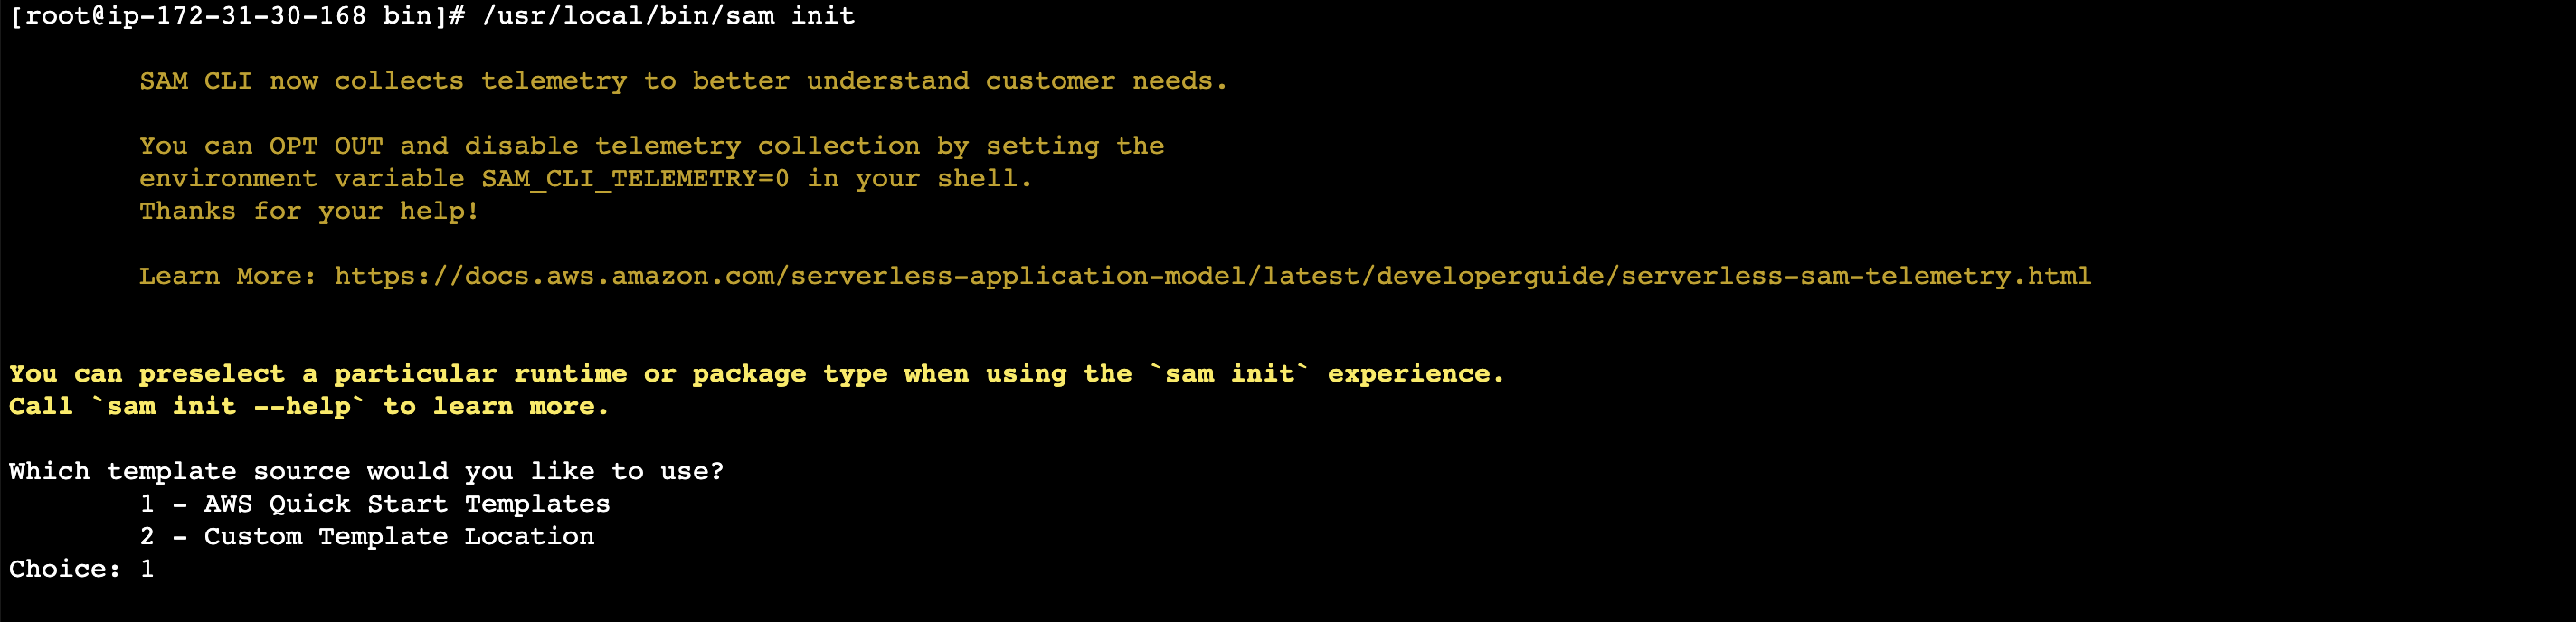 [root@ip-172-31-30-168 bin]# /usr/local/bin/sam init
SAM CLI now collects telemetry to better understand customer needs.
You can OPT OUT and disable telemetry collection by setting the
environment variable SAM_CLI_TELEMETRY=0 in your shell.
Thanks for your help!
Learn More: https://docs.aws.amazon.com/serverless-application-model/latest/developerguide/serverless-sam-telemetry.html
You can preselect a particular runtime or package type when using the `sam init` experience.
Call `sam init --help` to learn more.
Which template source would you like to use?
1 - AWS Quick Start Templates
2 - Custom Template Location
Choice: 1